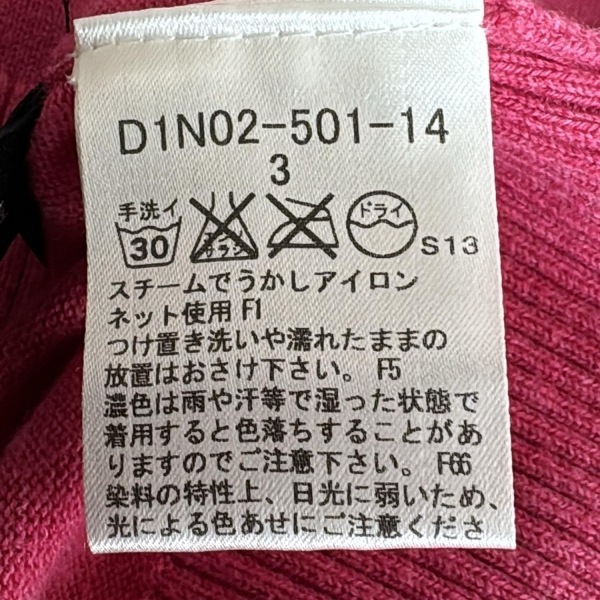 D1N02-501-14
3
手洗イ
30
エンソ
サラシ
ドライ
S13
スチームでうかしアイロン
ネット使用 F1
つけ置き洗いや濡れたままの
放置はおさけ下さい。 F5
濃色は雨や汗等で湿った状態で
着用すると色落ちすることがあ
りますのでご注意下さい。 F66
染料の特性上、日光に弱いため、
光による色あせにご注意くださ